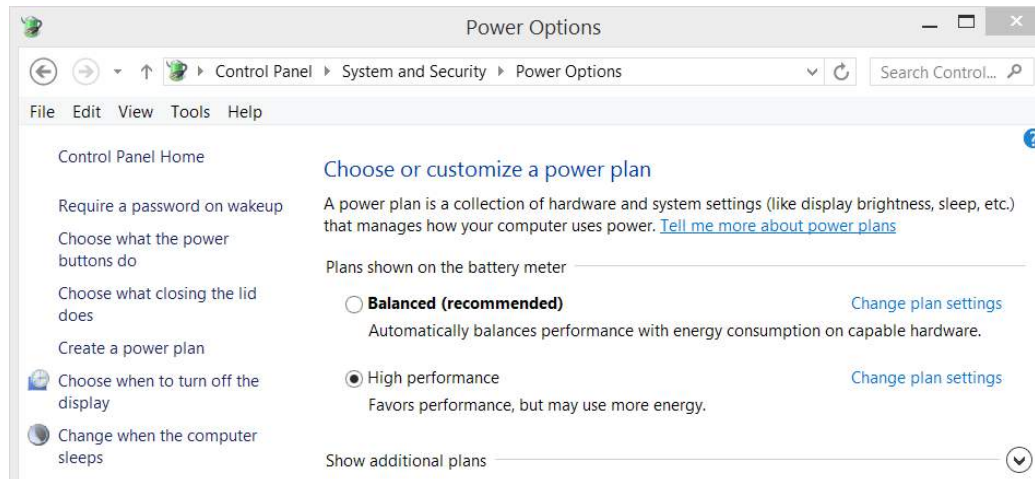 Power Options
Control Panel System and Security Power Options
Search Control...
File Edit View Tools Help
Control Panel Home
Require a password on wakeup
Choose what the power
buttons do
Choose what closing the lid
does
Create a power plan
Choose when to turn off the
display
Change when the computer
sleeps
Choose or customize a power plan
A power plan is a collection of hardware and system settings (like display brightness, sleep, etc.)
that manages how your computer uses power. Tell me more about power plans
Plans shown on the battery meter
Balanced (recommended) Change plan settings
Automatically balances performance with energy consumption on capable hardware.
High performance Change plan settings
Favors performance, but may use more energy.
Show additional plans